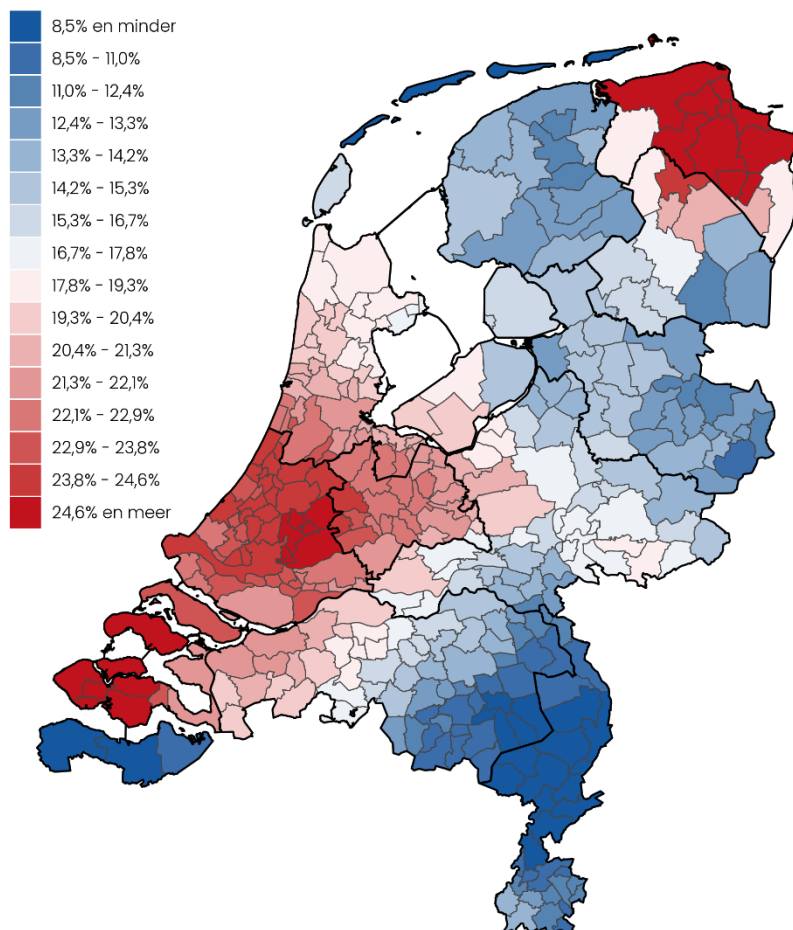 8,5% en minder
8,5% - 11,0%
11,0% - 12,4%
12,4% - 13,3%
13,3% - 14,2%
14,2% - 15,3%
15,3% - 16,7%
16,7% - 17,8%
17,8% - 19,3%
19,3% - 20,4%
20,4% - 21,3%
21,3% - 22,1%
22,1% - 22,9%
22,9% - 23,8%
23,8% - 24,6%
24,6% en meer